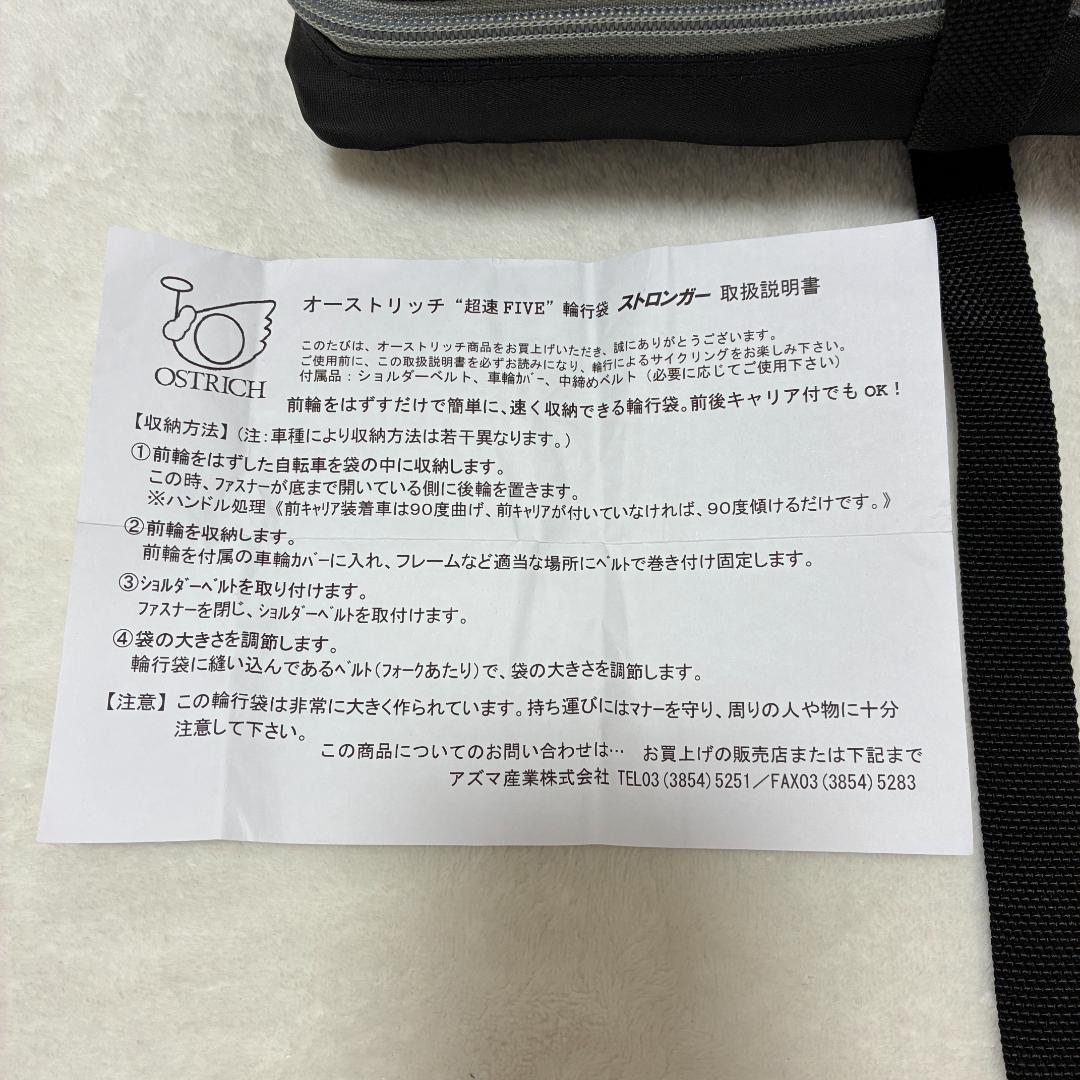 OSTRICH
オーストリッチ “超速FIVE” 輪行袋 ストロンガー 取扱説明書
このたびは、オーストリッチ商品をお買上げいただき、誠にありがとうございます。
ご使用前に、この取扱説明書を必ずお読みになり、輪行によるサイクリングをお楽しみ下さい。
付属品：ショルダーベルト、車輪ｶﾊﾞｰ、中締めベルト（必要に応じてご使用下さい）
前輪をはずすだけで簡単に、速く収納できる輪行袋。前後キャリア付でもOK！
【収納方法】（注：車種により収納方法は若干異なります。）
①前輪をはずした自転車を袋の中に収納します。
この時、ﾌｧｽﾅｰが底まで開いている側に後輪を置きます。
※ハンドル処理《前ｷｬﾘｱ装着車は90度曲げ、前ｷｬﾘｱが付いていなければ、90度傾けるだけです。》
②前輪を収納します。
前輪を付属の車輪ｶﾊﾞｰに入れ、フレームなど適当な場所にﾍﾞﾙﾄで巻き付け固定します。
③ｼｮﾙﾀﾞｰﾍﾞﾙﾄを取り付けます。
ﾌｧｽﾅｰを閉じ、ｼｮﾙﾀﾞｰﾍﾞﾙﾄを取付けます。
④袋の大きさを調節します。
輪行袋に縫い込んであるﾍﾞﾙﾄ（ﾌｫｰｸあたり）で、袋の大きさを調節します。
【注意】この輪行袋は非常に大きく作られています。持ち運びにはﾏﾅｰを守り、周りの人や物に十分
注意して下さい。
この商品についてのお問い合わせは… お買上げの販売店または下記まで
アズマ産業株式会社 TEL03(3854)5251／FAX03(3854)5283